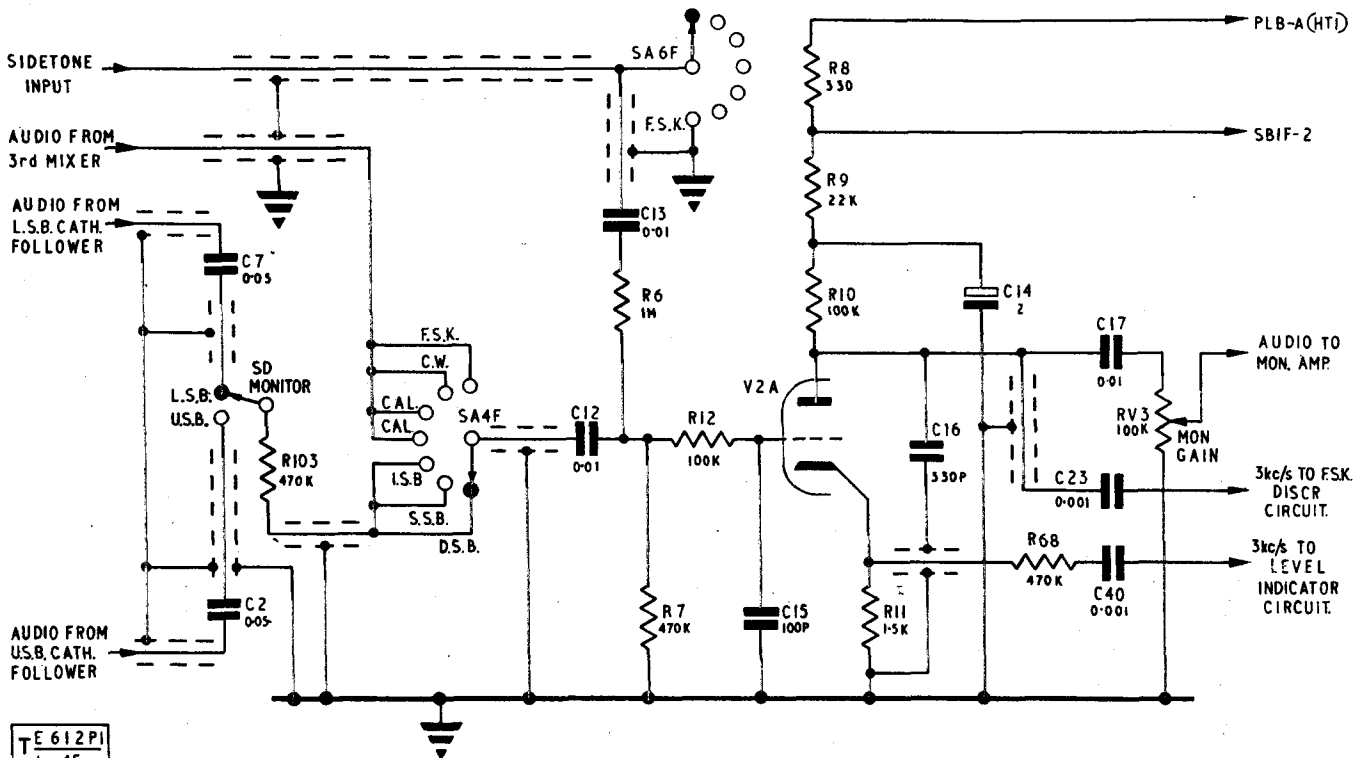 SIDETONE
INPUT
AUDIO FROM
3rd MIXER
AUDIO FROM
L.S.B. CATH.
FOLLOWER
C7
0·05
L.S.B.
U.S.B.
SD
MONITOR
R103
470K
C2
0·05
AUDIO FROM
U.S.B. CATH.
FOLLOWER
F.S.K.
C.W.
CAL.
CAL.
I.S.B
S.S.B.
D.S.B.
SA4F
SA6F
F.S.K.
C13
0·01
R6
1M
C12
0·01
R12
100K
R7
470K
C15
100P
V2A
R8
330
R9
22K
R10
100K
C14
2
C16
330P
R11
1·5K
R68
470K
C40
0·001
C23
0·001
C17
0·01
RV3
100K
MON
GAIN
PLB-A(HT1)
SBIF-2
AUDIO TO
MON. AMP.
3kc/s TO F.S.K.
DISCR
CIRCUIT.
3kc/s TO
LEVEL
INDICATOR
CIRCUIT.
T E 612 P1